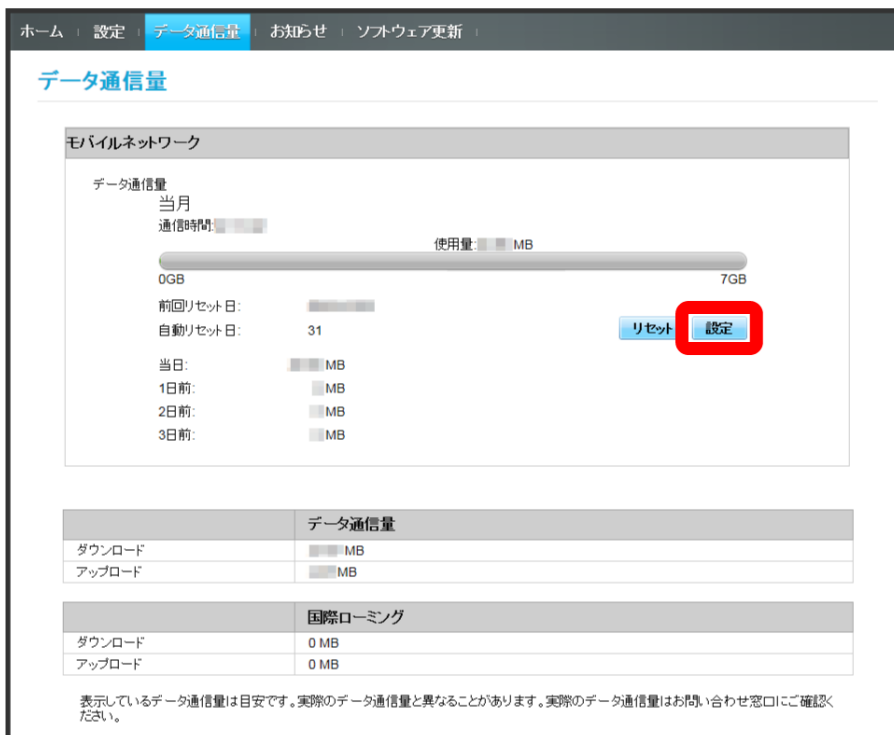 ホーム 設定 データ通信量 お知らせ ソフトウェア更新
データ通信量
モバイルネットワーク
データ通信量
当月
通信時間:
使用量: MB
0GB 7GB
前回リセット日:
自動リセット日: 31 リセット 設定
当日: MB
1日前: MB
2日前: MB
3日前: MB
データ通信量
ダウンロード MB
アップロード MB
国際ローミング
ダウンロード 0 MB
アップロード 0 MB
表示しているデータ通信量は目安です。実際のデータ通信量と異なることがあります。実際のデータ通信量はお問い合わせ窓口にご確認く
ださい。